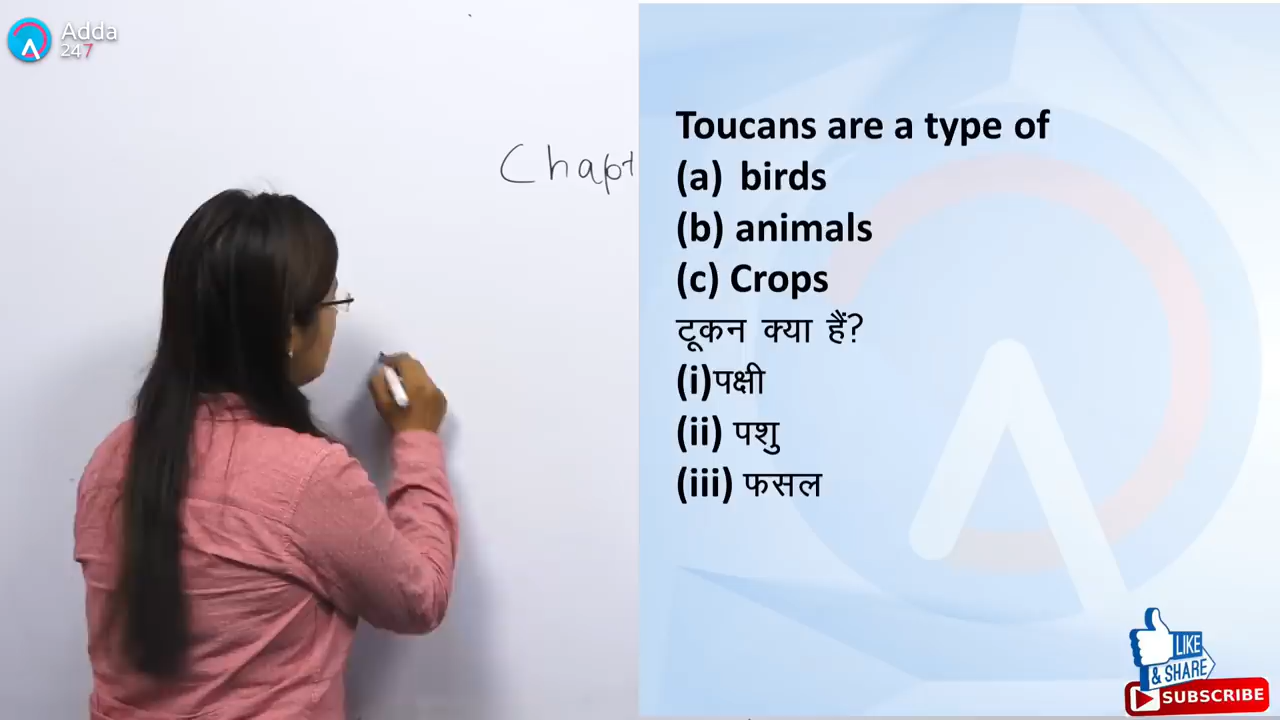 Adda
247
Chapt
Toucans are a type of
(a) birds
(b) animals
(c) Crops
टूकन क्या हैं?
(i)पक्षी
(ii) पशु
(iii) फसल
LIKE
& SHARE
SUBSCRIBE